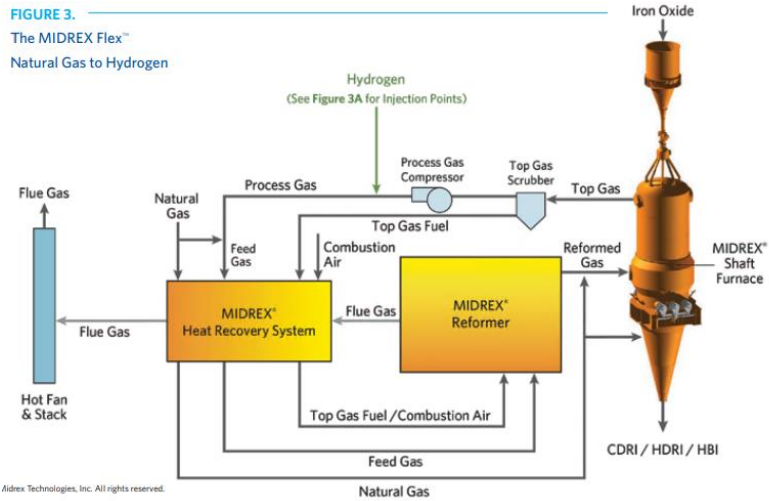 FIGURE 3.
The MIDREX Flex™
Natural Gas to Hydrogen
Iron Oxide
Hydrogen
(See Figure 3A for Injection Points)
Process Gas
Compressor
Top Gas
Scrubber
Top Gas
Process Gas
Flue Gas
Natural
Gas
Top Gas Fuel
Feed
Gas
Combustion
Air
Reformed
Gas
MIDREX®
Shaft
Furnace
MIDREX®
Heat Recovery System
Flue Gas
MIDREX®
Reformer
Flue Gas
Hot Fan
& Stack
Top Gas Fuel /Combustion Air
CDRI / HDRI / HBI
Feed Gas
Midrex Technologies, Inc. All rights reserved.
Natural Gas